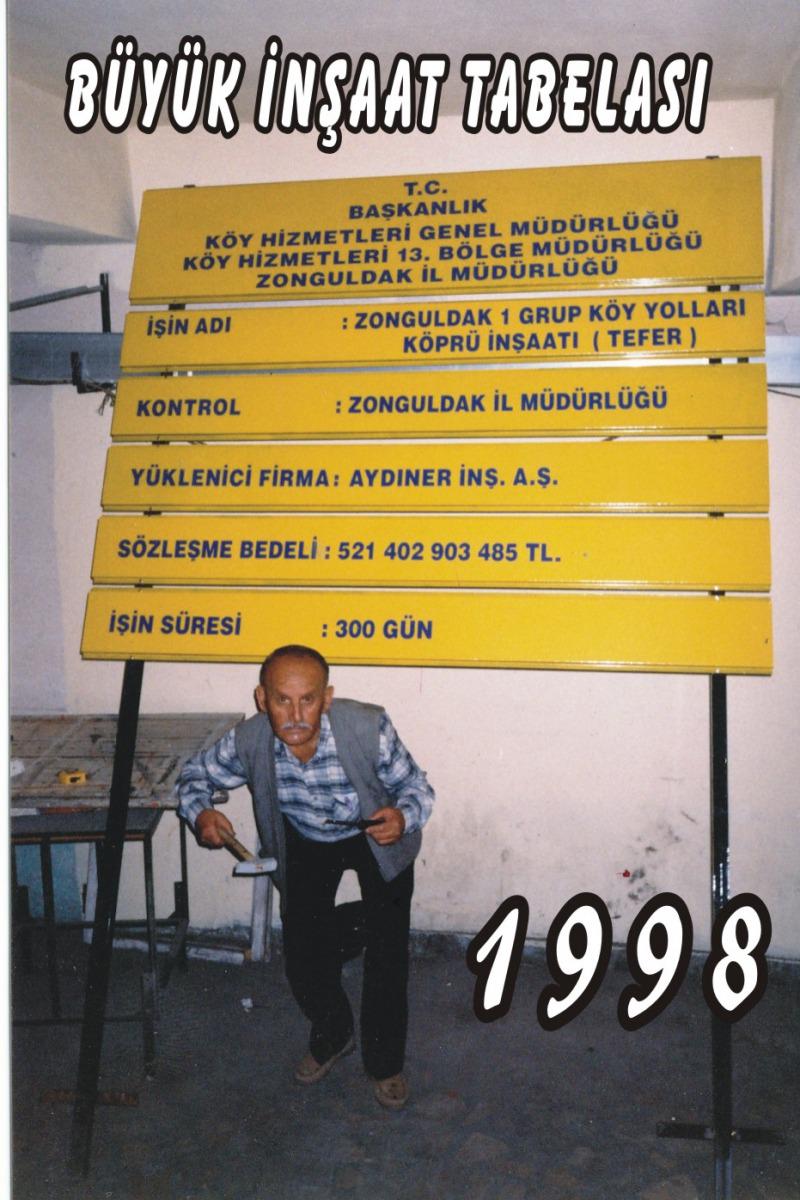 BÜYÜK İNŞAAT TABELASI
T.C.
BAŞKANLIK
KÖY HİZMETLERİ GENEL MÜDÜRLÜĞÜ
KÖY HİZMETLERİ 13. BÖLGE MÜDÜRLÜĞÜ
ZONGULDAK İL MÜDÜRLÜĞÜ
İŞİN ADI : ZONGULDAK 1 GRUP KÖY YOLLARI
KÖPRÜ İNŞAATI ( TEFER )
KONTROL : ZONGULDAK İL MÜDÜRLÜĞÜ
YÜKLENİCİ FİRMA : AYDINER İNŞ. A.Ş.
SÖZLEŞME BEDELİ : 521 402 903 485 TL.
İŞİN SÜRESİ : 300 GÜN
1998